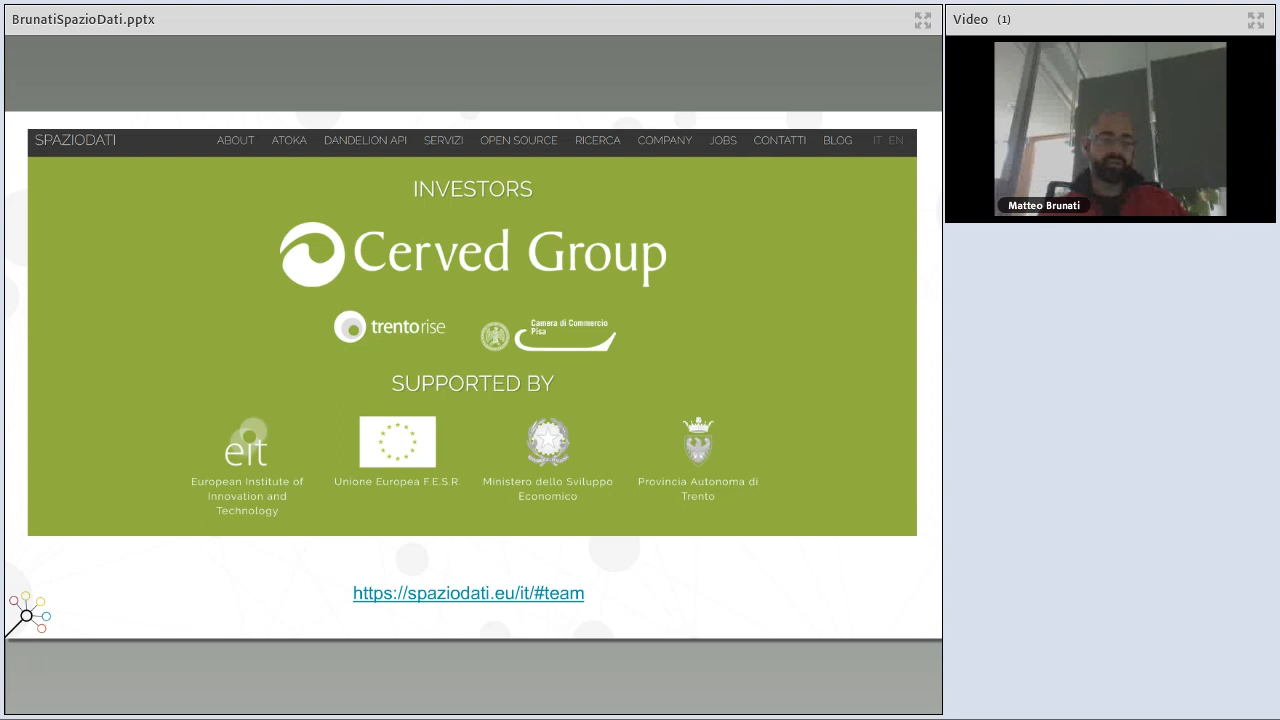 BrunatiSpazioDati.pptx
Video (1)
Matteo Brunati
SPAZIODATI ABOUT ATOKA DANDELION API SERVIZI OPEN SOURCE RICERCA COMPANY JOBS CONTATTI BLOG IT EN
INVESTORS
Cerved Group
trentorise
Camera di Commercio
Pisa
SUPPORTED BY
eit
European Institute of
Innovation and
Technology
Unione Europea F.E.S.R.
Ministero dello Sviluppo
Economico
Provincia Autonoma di
Trento
https://spaziodati.eu/it/#team